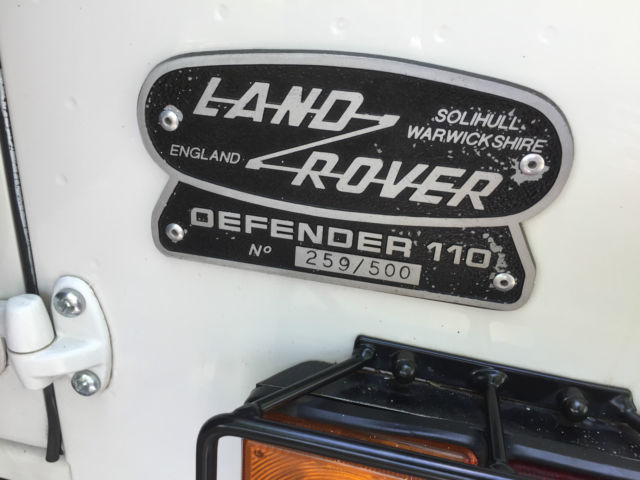 LAND
ROVER
SOLIHULL
WARWICKSHIRE
ENGLAND
DEFENDER 110
Nº 259/500